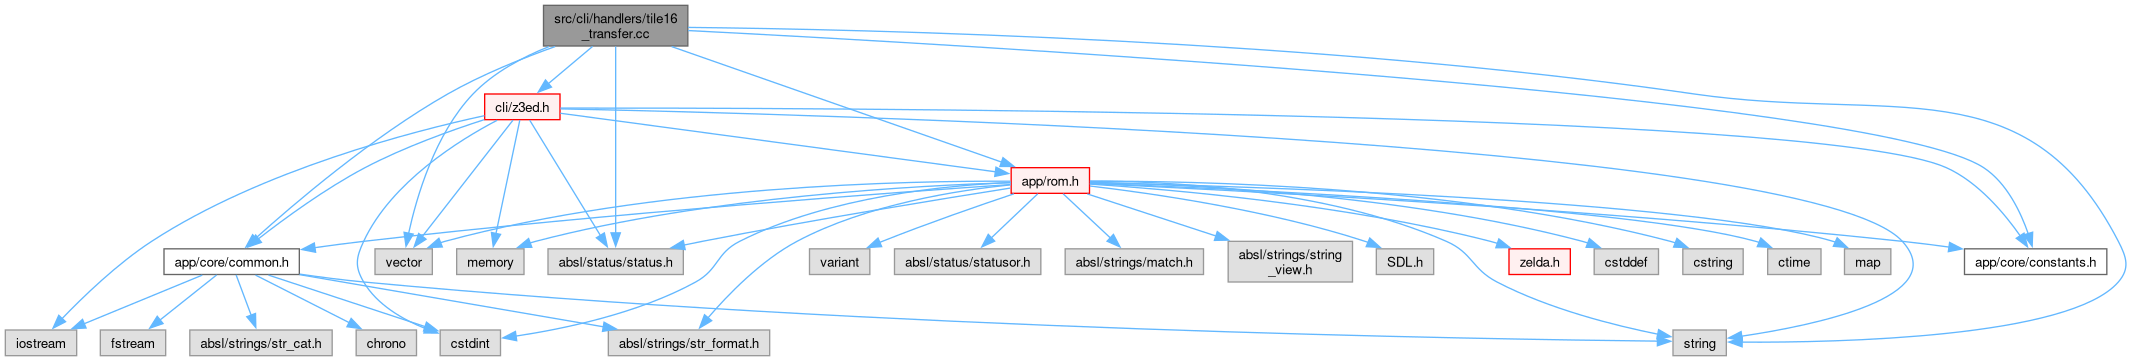 src/cli/handlers/tile16
_transfer.cc
cli/z3ed.h
app/rom.h
app/core/common.h
vector
memory
absl/status/status.h
variant
absl/status/statusor.h
absl/strings/match.h
absl/strings/string
_view.h
SDL.h
zelda.h
cstddef
cstring
ctime
map
app/core/constants.h
iostream
fstream
absl/strings/str_cat.h
chrono
cstdint
absl/strings/str_format.h
string